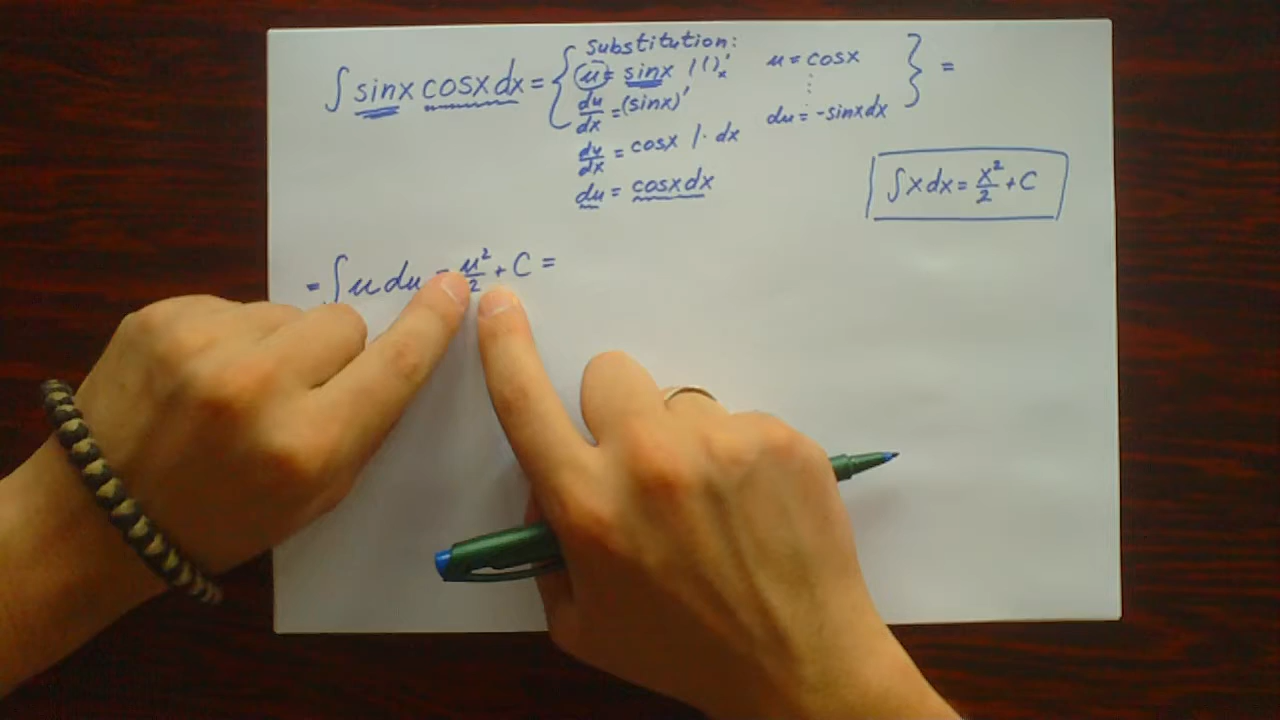 ∫ sinx cosx dx = { Substitution:
u = sinx | ( )'ₓ
du/dx = (sinx)'
du/dx = cosx | · dx
du = cosx dx
u = cosx
⋮
du = -sinx dx } =
∫ x dx = x²/2 + C
= ∫ u du = u²/2 + C =